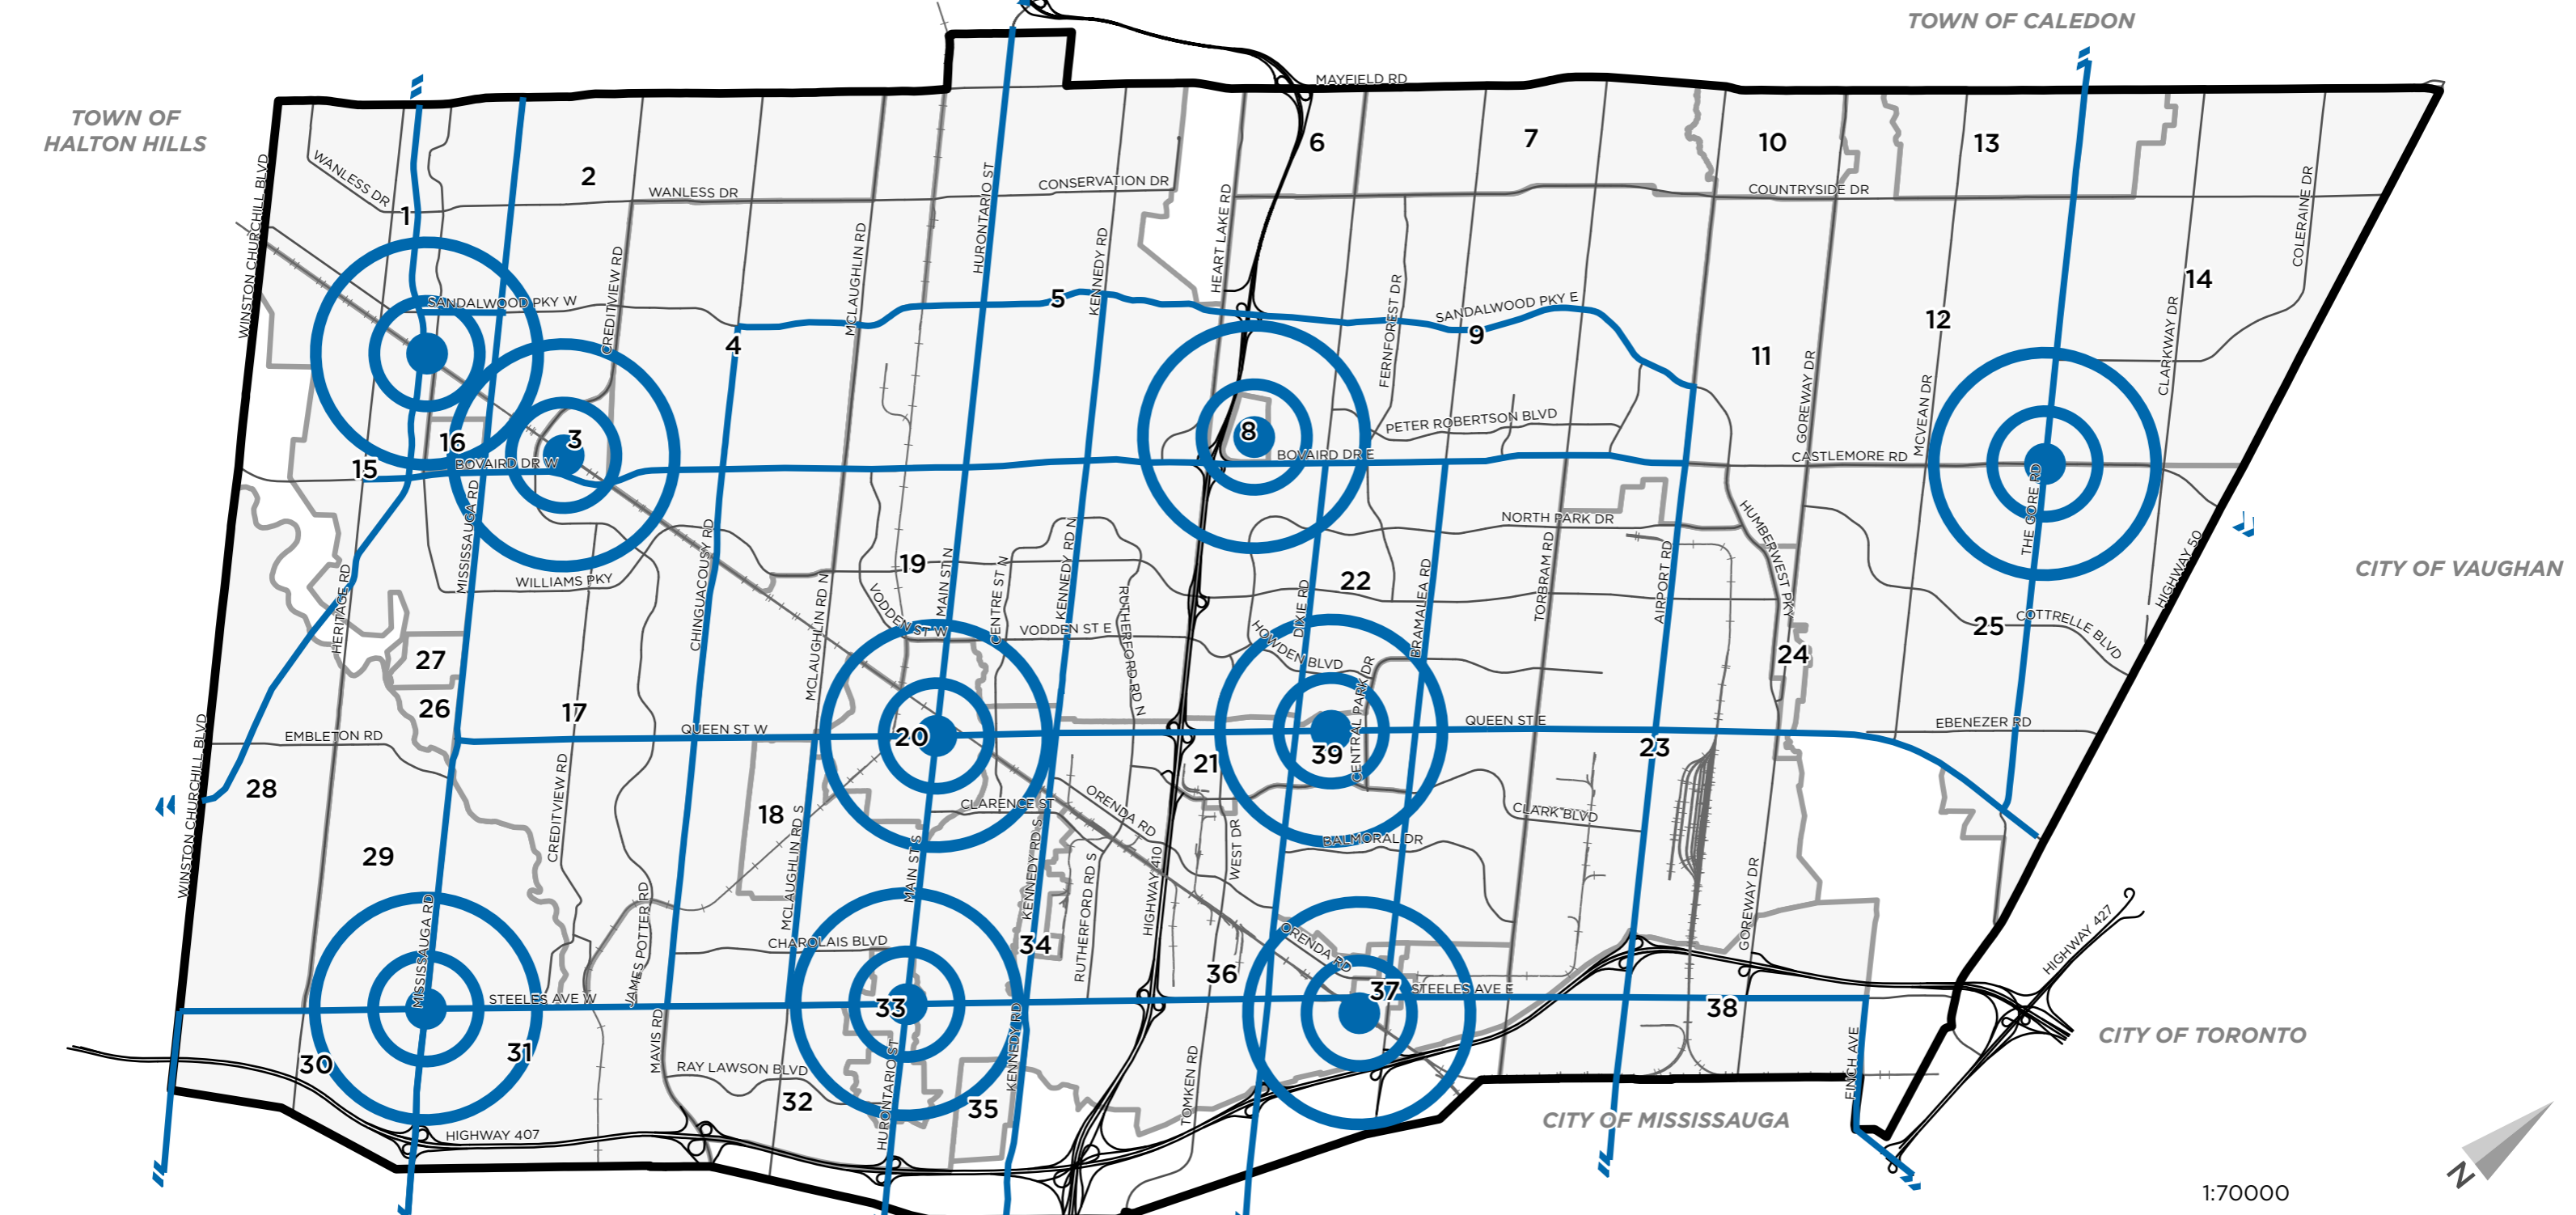 TOWN OF CALEDON
MAYFIELD RD
TOWN OF
HALTON HILLS
6
7
10
13
2
WANLESS DR
WANLESS DR
CONSERVATION DR
COUNTRYSIDE DR
1
WINSTON CHURCHILL BLVD
HURONTARIO ST
HEART LAKE RD
COLERAINE DR
CREDITVIEW RD
MCLAUGHLIN RD
KENNEDY RD
14
SANDALWOOD PKY W
5
SANDALWOOD PKY E
4
9
12
11
FERNFOREST DR
GOREWAY DR
MCVEAN DR
CLARKWAY DR
PETER ROBERTSON BLVD
16
3
8
15
BOVAIRD DR W
BOVAIRD DR E
CASTLEMORE RD
THE GORE RD
MISSISSAUGA RD
CHINGUACOUSY RD
NORTH PARK DR
HUMBERWEST PKY
HIGHWAY 50
CITY OF VAUGHAN
19
22
WILLIAMS PKY
HERITAGE RD
MCLAUGHLIN RD N
VODDEN ST W
MAIN ST N
CENTRE ST N
KENNEDY RD N
VODDEN ST E
RUTHERFORD RD N
HOWDEN BLVD
DIXIE RD
BRAMALEA RD
TORBRAM RD
AIRPORT RD
25
COTTRELLE BLVD
27
24
26
17
CENTRAL PARK DR
QUEEN ST W
QUEEN ST E
EBENEZER RD
EMBLETON RD
20
39
23
21
WINSTON CHURCHILL BLVD
28
CREDITVIEW RD
18
CLARENCE ST
ORENDA RD
CLARK BLVD
BALMORAL DR
29
MCLAUGHLIN RD S
MAIN ST S
KENNEDY RD S
RUTHERFORD RD S
HIGHWAY 410
WEST DR
GOREWAY DR
MISSISSAUGA RD
JAMES POTTER RD
CHAROLAIS BLVD
34
ORENDA RD
HIGHWAY 427
36
37
STEELES AVE W
STEELES AVE E
33
38
CITY OF TORONTO
30
31
MAVIS RD
RAY LAWSON BLVD
HURONTARIO ST
KENNEDY RD
TOMKEN RD
FINCH AVE
32
35
CITY OF MISSISSAUGA
HIGHWAY 407
N
1:70000